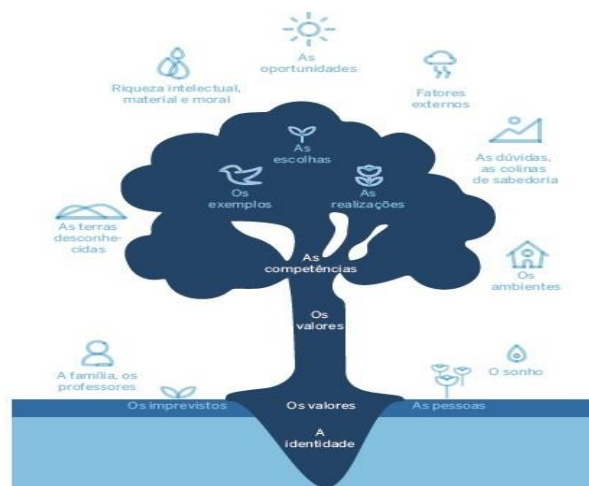 As
oportunidades
Riqueza intelectual,
material e moral
Fatores
externos
As
escolhas
As dúvidas,
as colinas
de sabedoria
Os
exemplos
As
realizações
As terras
desconhe-
cidas
As
competências
Os
ambientes
Os
valores
A família, os
professores
O sonho
Os imprevistos
Os valores
As pessoas
A
identidade